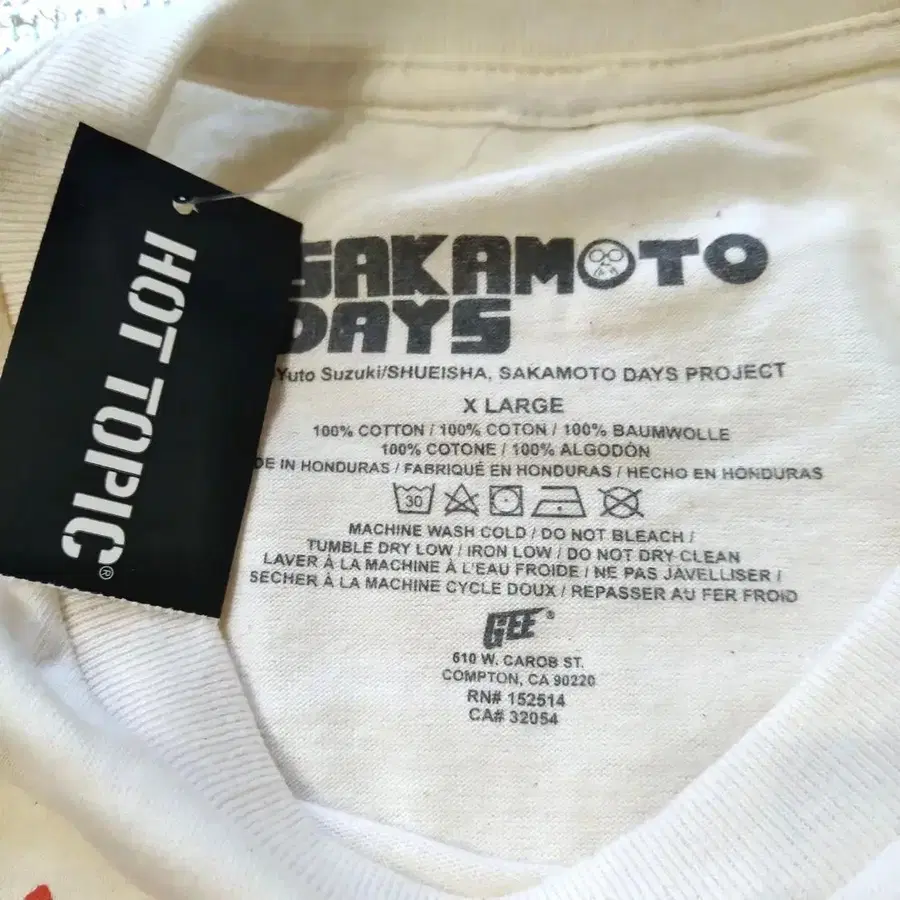 HOT TOPIC®
SAKAMOTO
DAYS
Yuto Suzuki/SHUEISHA, SAKAMOTO DAYS PROJECT
X LARGE
100% COTTON / 100% COTON / 100% BAUMWOLLE
100% COTONE / 100% ALGODÓN
DE IN HONDURAS / FABRIQUÉ EN HONDURAS / HECHO EN HONDURAS
30
MACHINE WASH COLD / DO NOT BLEACH /
TUMBLE DRY LOW / IRON LOW / DO NOT DRY CLEAN
LAVER À LA MACHINE À L'EAU FROIDE / NE PAS JAVELLISER /
SECHER À LA MACHINE CYCLE DOUX / REPASSER AU FER FROID
GEE®
610 W. CAROB ST.
COMPTON, CA 90220
RN# 152514
CA# 32054